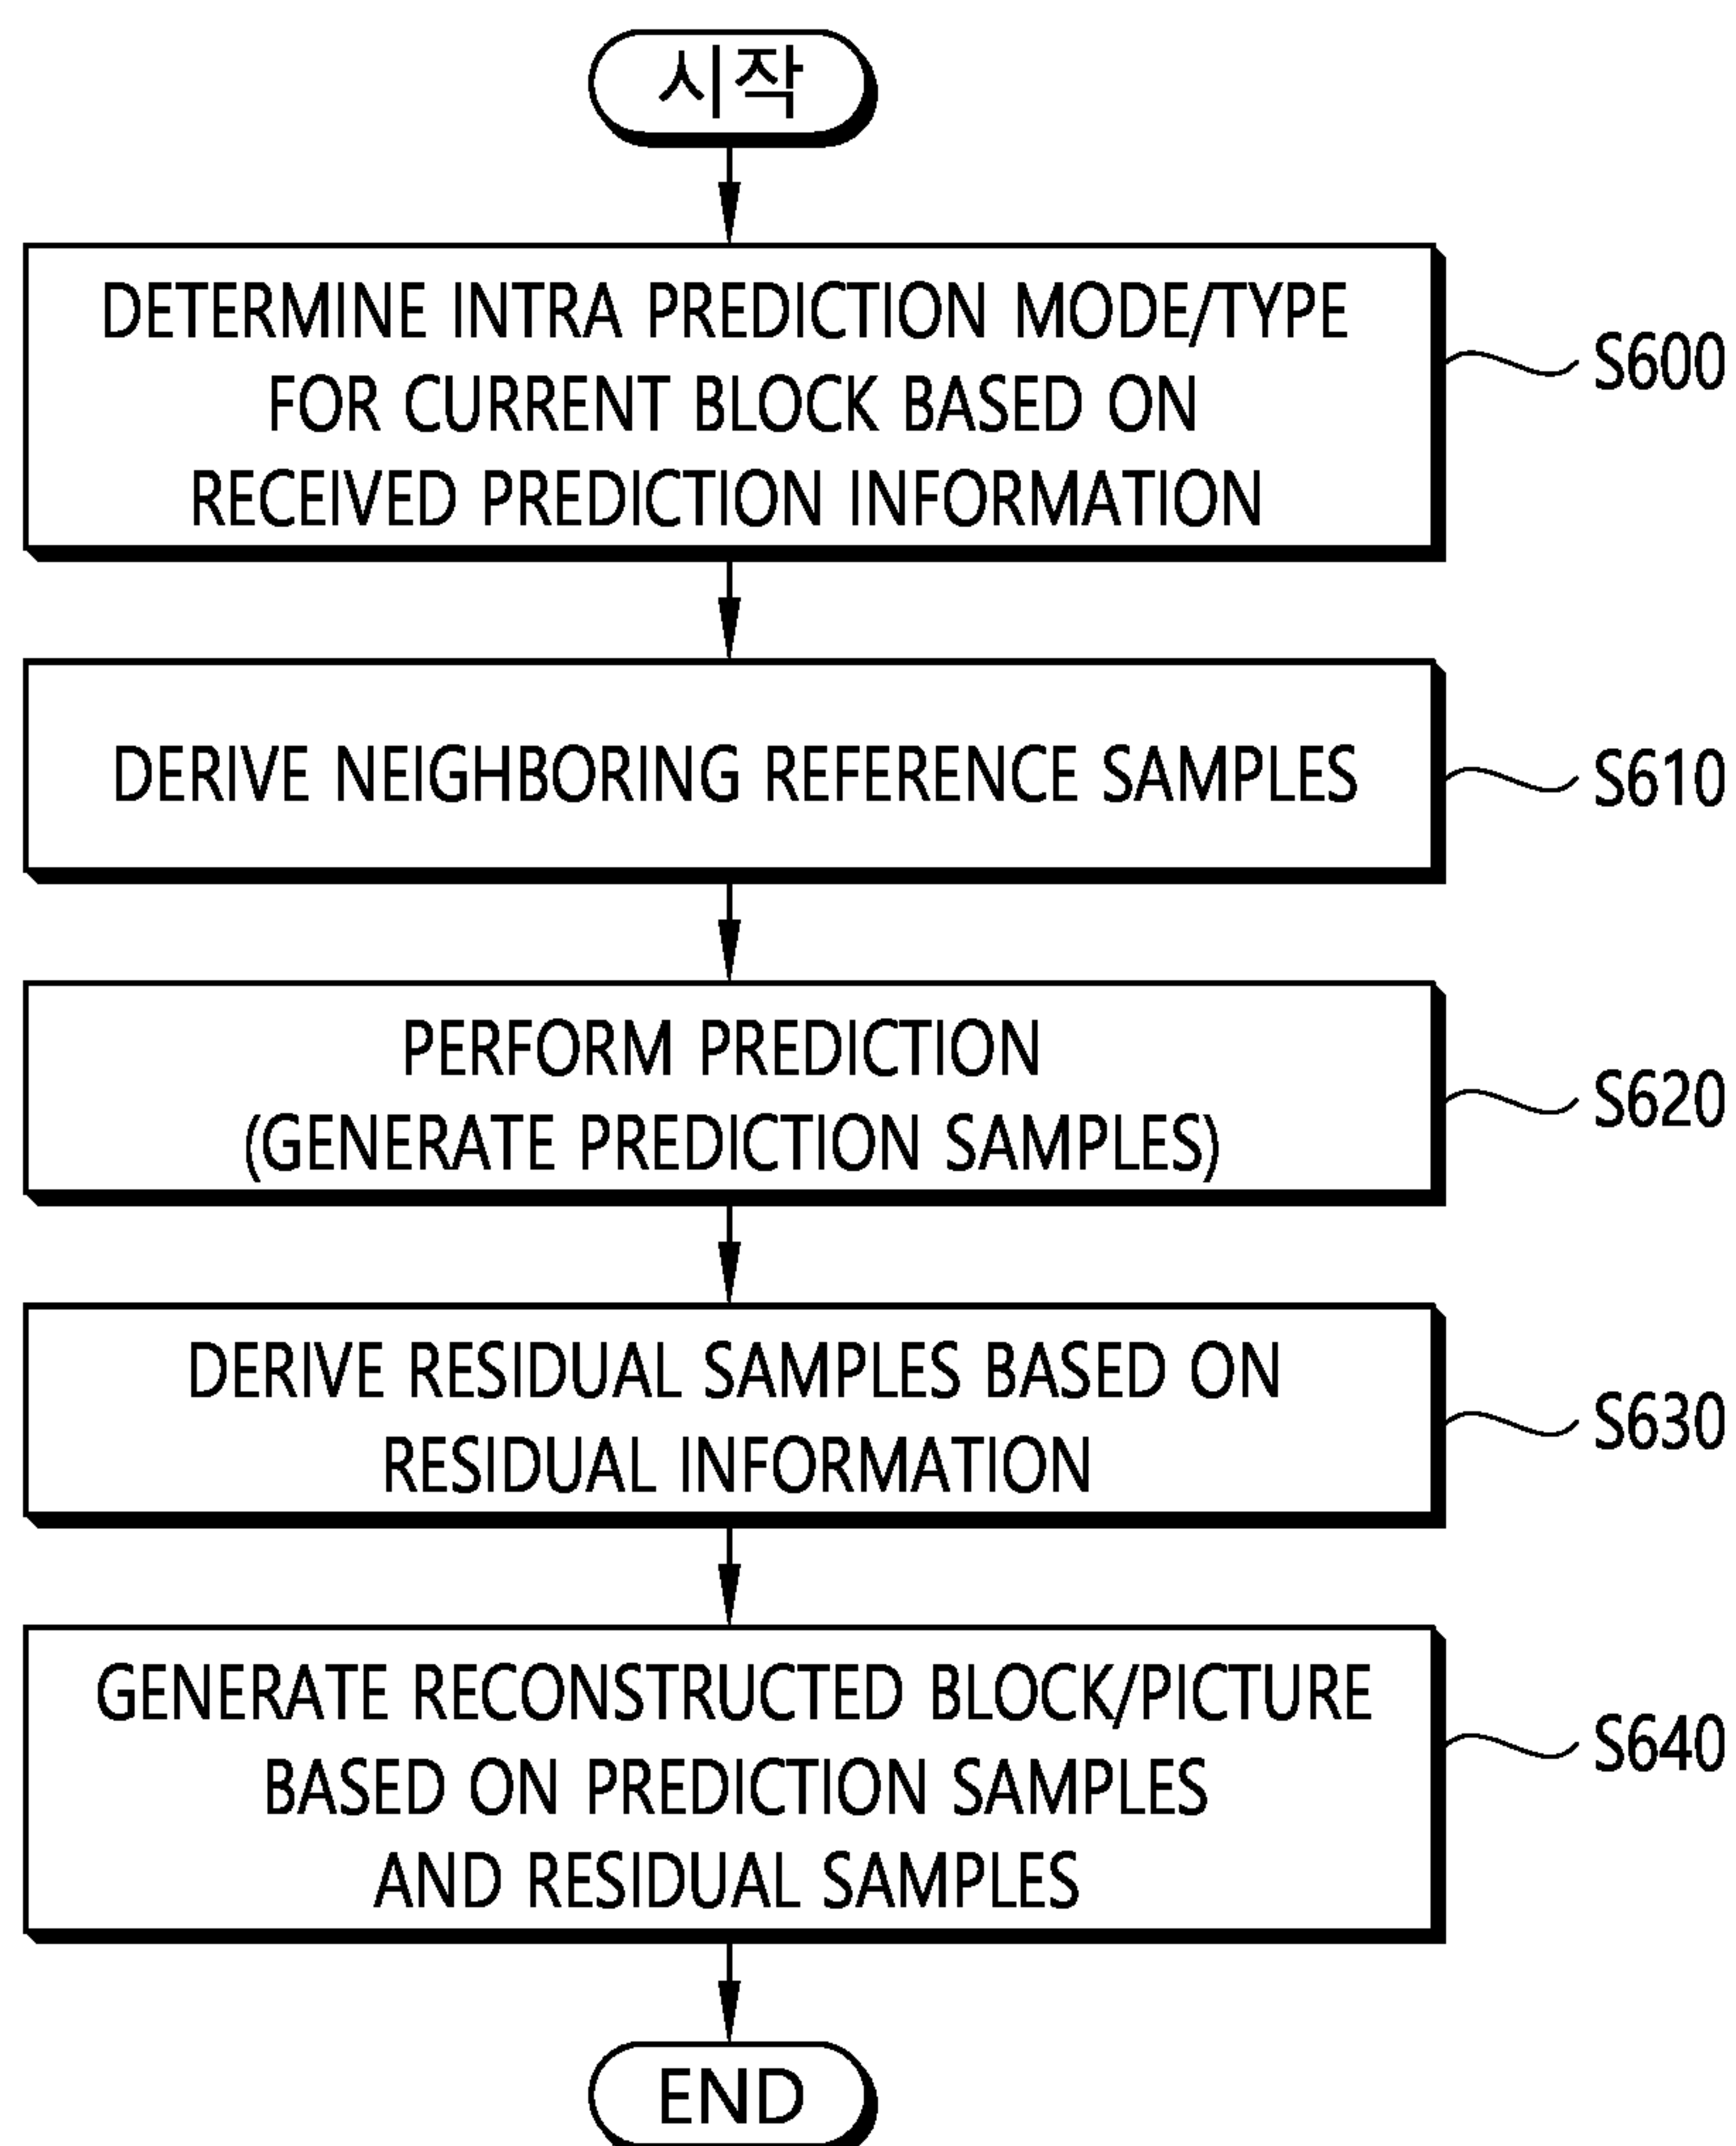 시작
DETERMINE INTRA PREDICTION MODE/TYPE
FOR CURRENT BLOCK BASED ON
RECEIVED PREDICTION INFORMATION
S600
DERIVE NEIGHBORING REFERENCE SAMPLES
S610
PERFORM PREDICTION
(GENERATE PREDICTION SAMPLES)
S620
DERIVE RESIDUAL SAMPLES BASED ON
RESIDUAL INFORMATION
S630
GENERATE RECONSTRUCTED BLOCK/PICTURE
BASED ON PREDICTION SAMPLES
AND RESIDUAL SAMPLES
S640
END